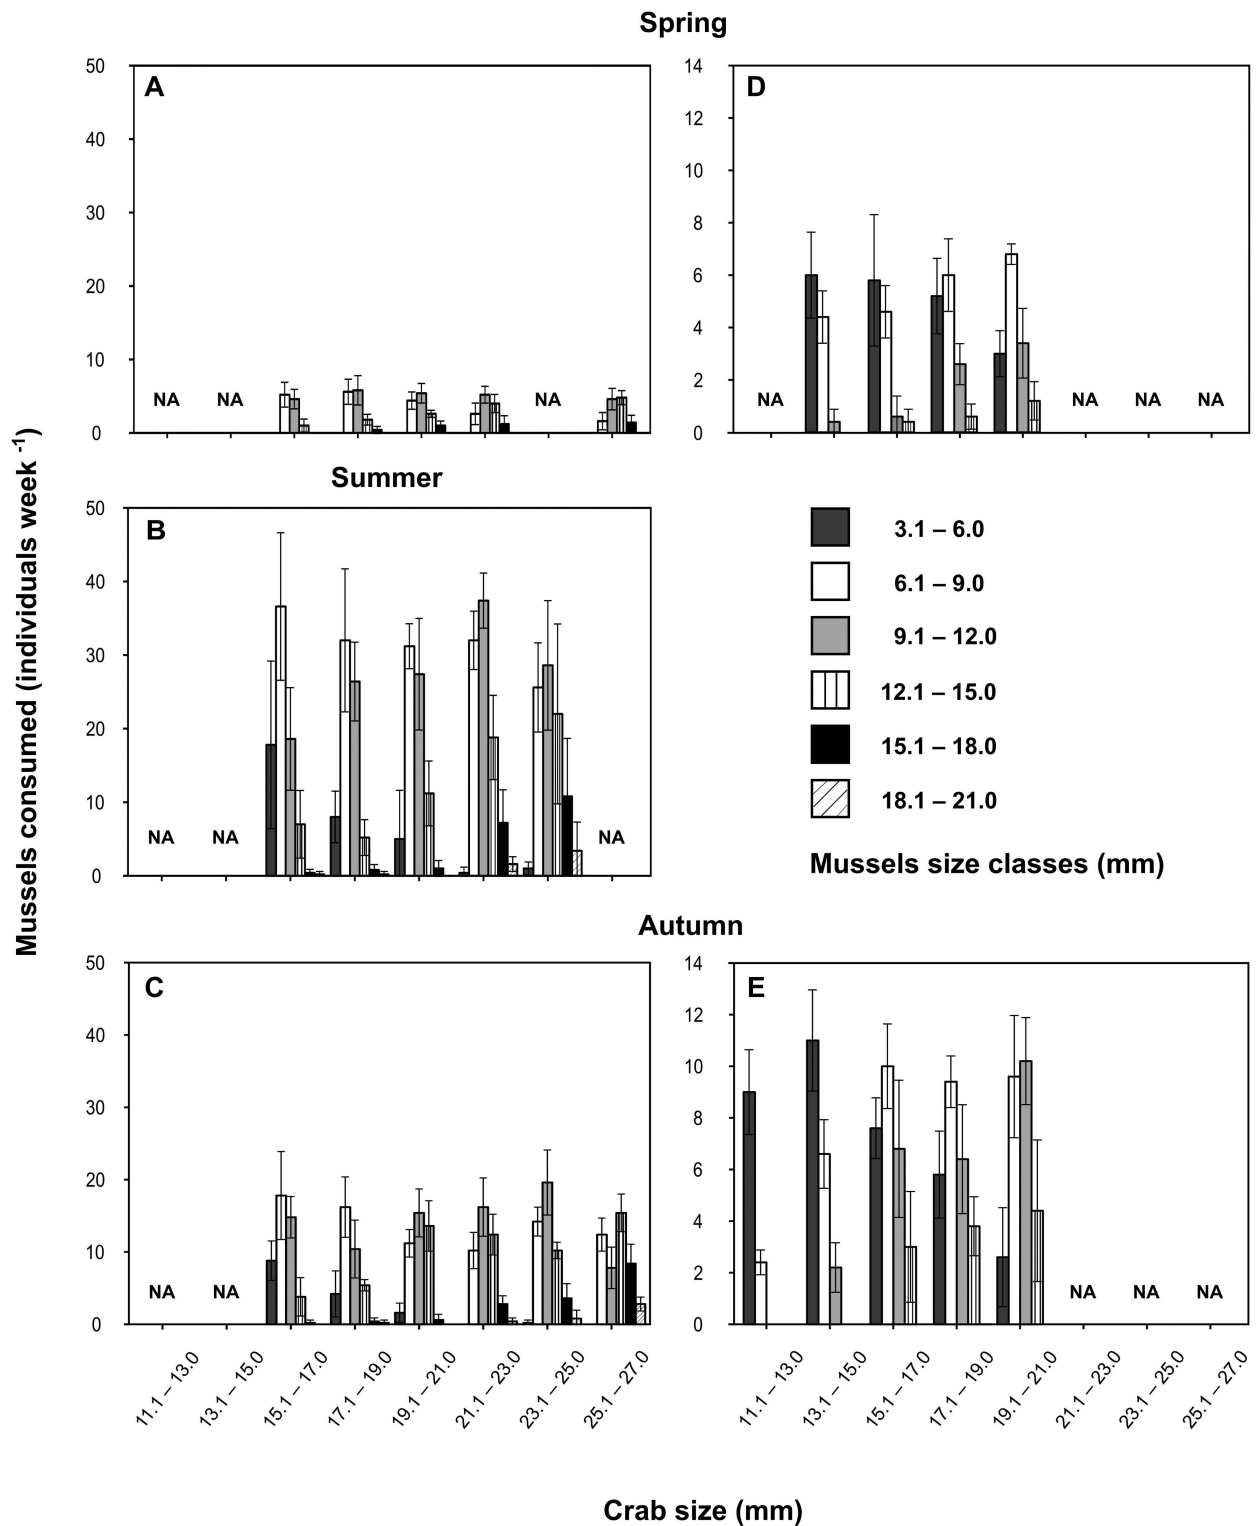 Spring
A
50
40
30
20
10
0
NA NA NA
D
14
12
10
8
6
4
2
0
NA NA NA NA
Mussels consumed (individuals week -1)
Summer
B
50
40
30
20
10
0
NA NA NA
3.1 – 6.0
6.1 – 9.0
9.1 – 12.0
12.1 – 15.0
15.1 – 18.0
18.1 – 21.0
Mussels size classes (mm)
Autumn
C
50
40
30
20
10
0
NA NA
11.1 – 13.0
13.1 – 15.0
15.1 – 17.0
17.1 – 19.0
19.1 – 21.0
21.1 – 23.0
23.1 – 25.0
25.1 – 27.0
E
14
12
10
8
6
4
2
0
NA NA NA
11.1 – 13.0
13.1 – 15.0
15.1 – 17.0
17.1 – 19.0
19.1 – 21.0
21.1 – 23.0
23.1 – 25.0
25.1 – 27.0
Crab size (mm)